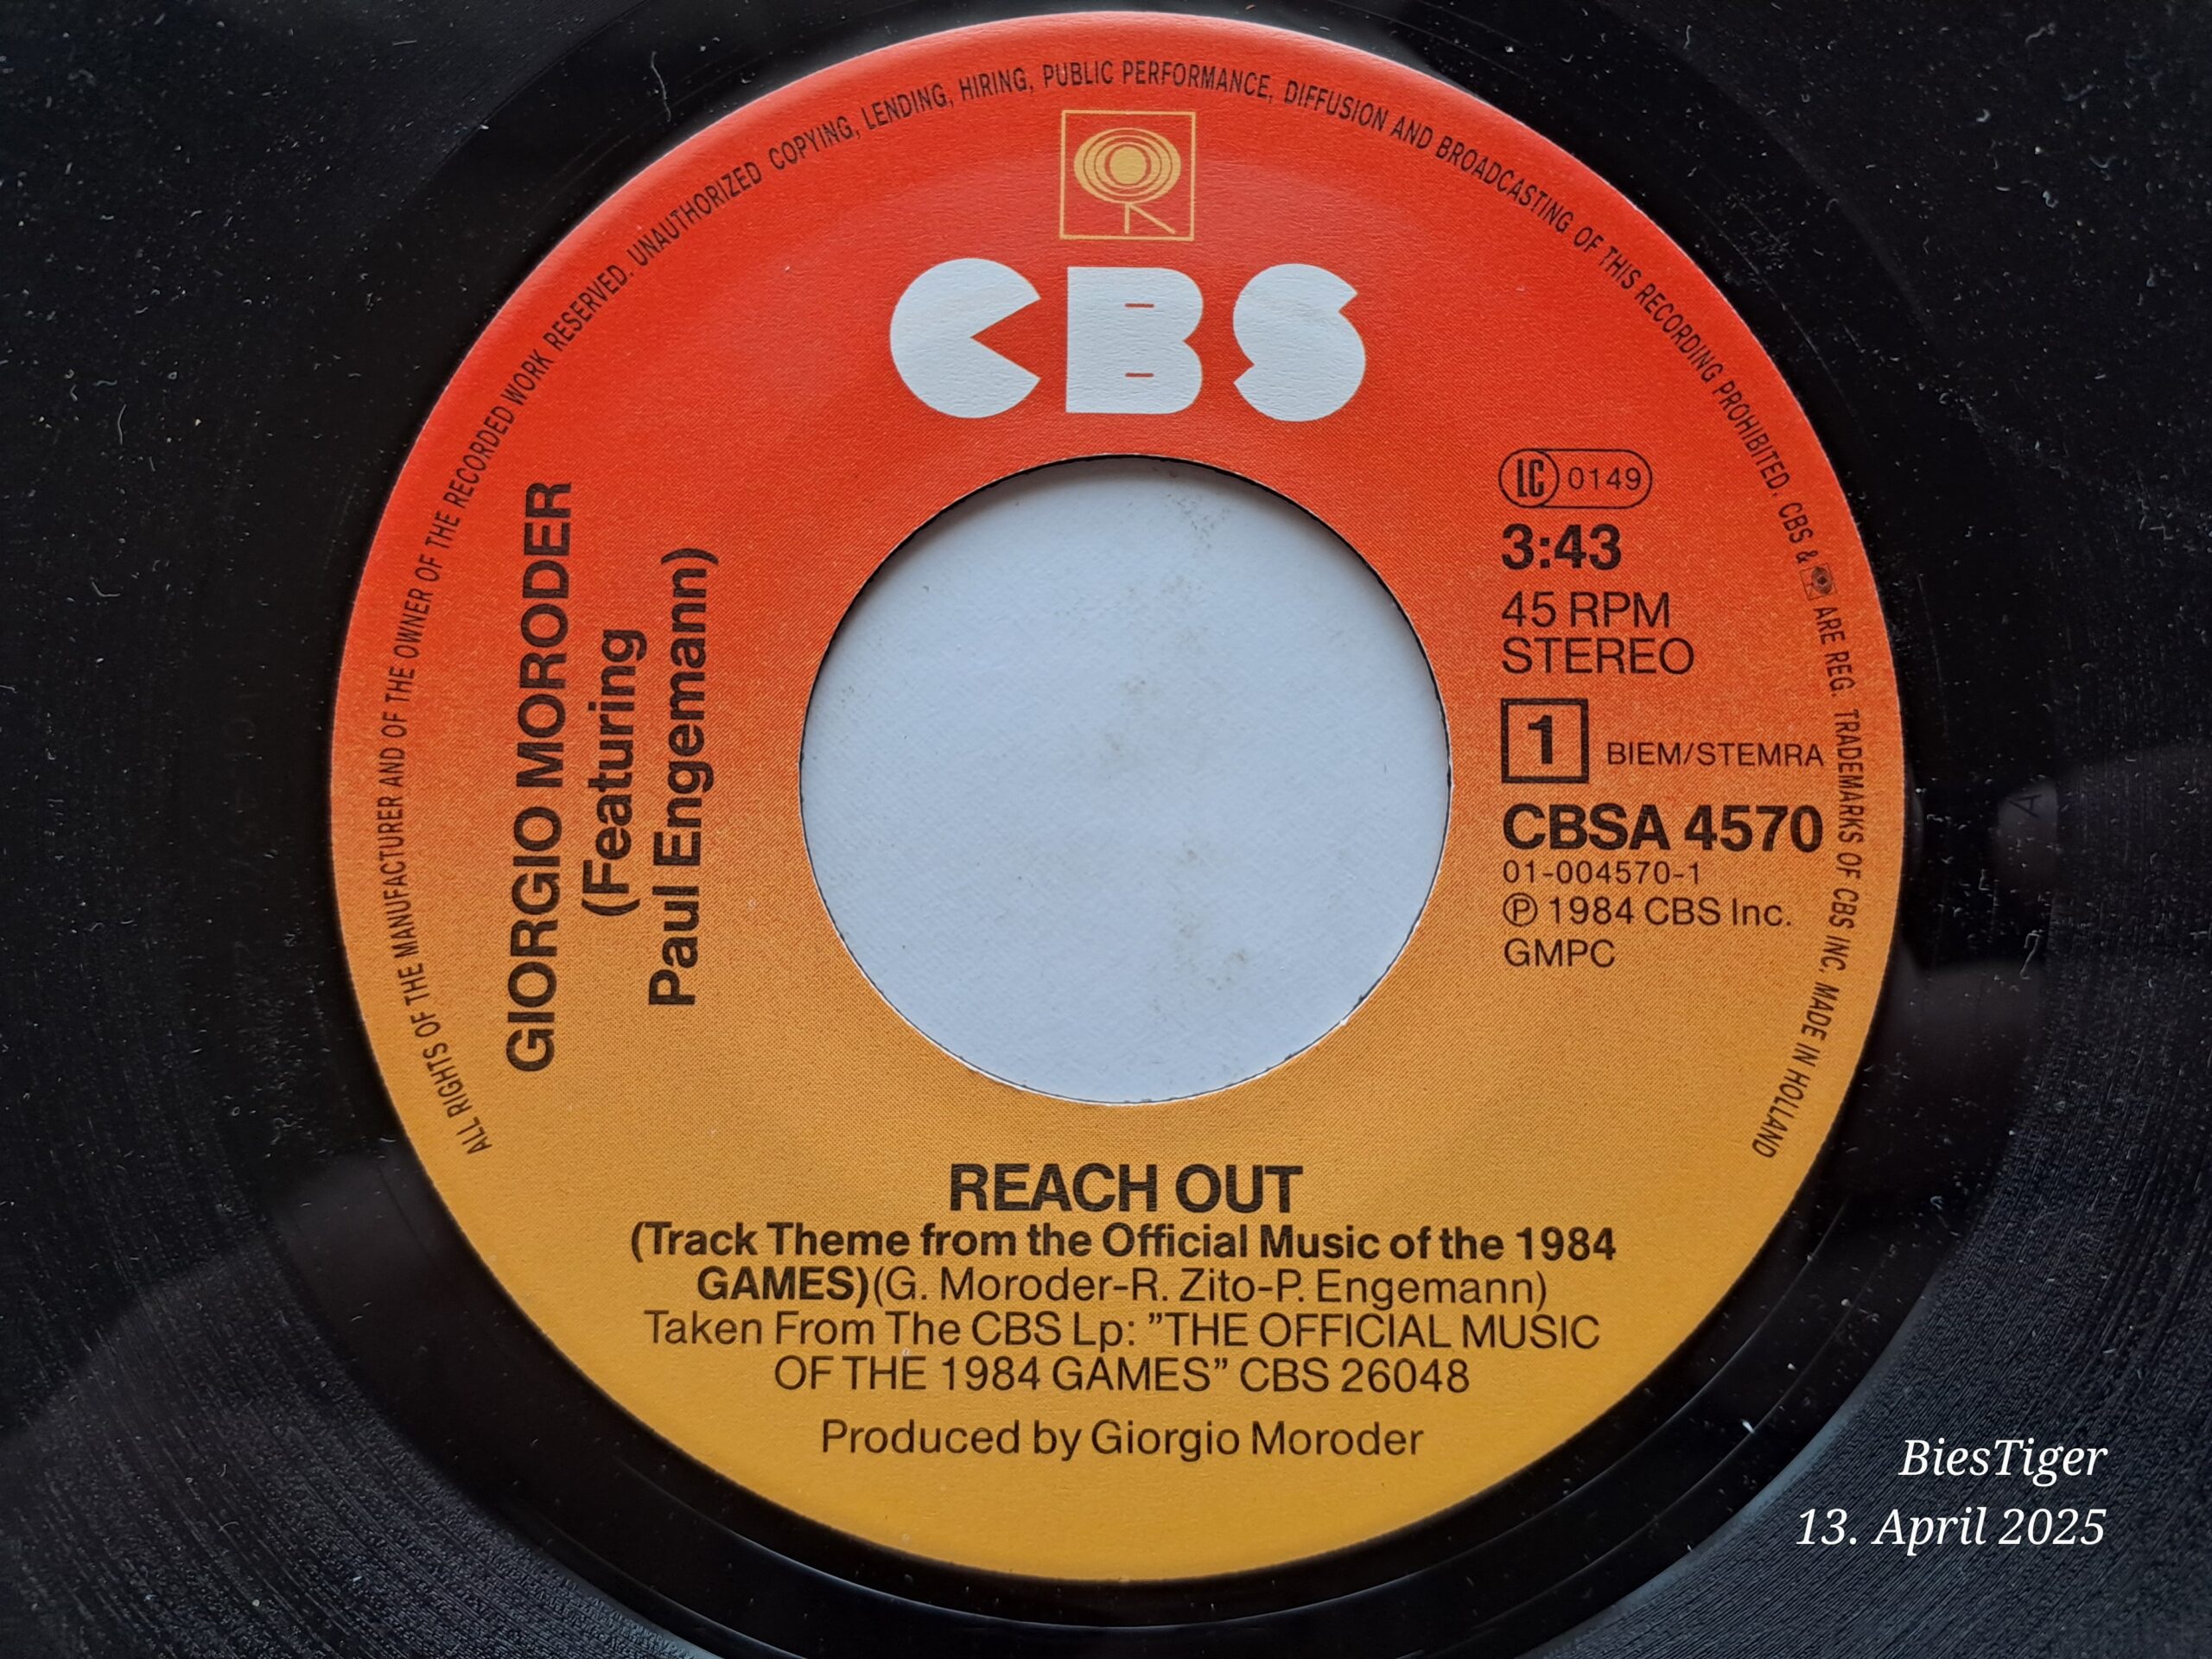 ALL RIGHTS OF THE MANUFACTURER AND OF THE OWNER OF THE RECORDED WORK RESERVED. UNAUTHORIZED COPYING, LENDING, HIRING, PUBLIC PERFORMANCE, DIFFUSION AND BROADCASTING OF THIS RECORDING PROHIBITED. CBS & ARE REG. TRADEMARKS OF CBS INC. MADE IN HOLLAND
CBS
GIORGIO MORODER
(Featuring
Paul Engemann)
LC 0149
3:43
45 RPM
STEREO
1 BIEM/STEMRA
CBSA 4570
01-004570-1
℗ 1984 CBS Inc.
GMPC
REACH OUT
(Track Theme from the Official Music of the 1984
GAMES)(G. Moroder-R. Zito-P. Engemann)
Taken From The CBS Lp: ”THE OFFICIAL MUSIC
OF THE 1984 GAMES” CBS 26048
Produced by Giorgio Moroder
BiesTiger
13. April 2025